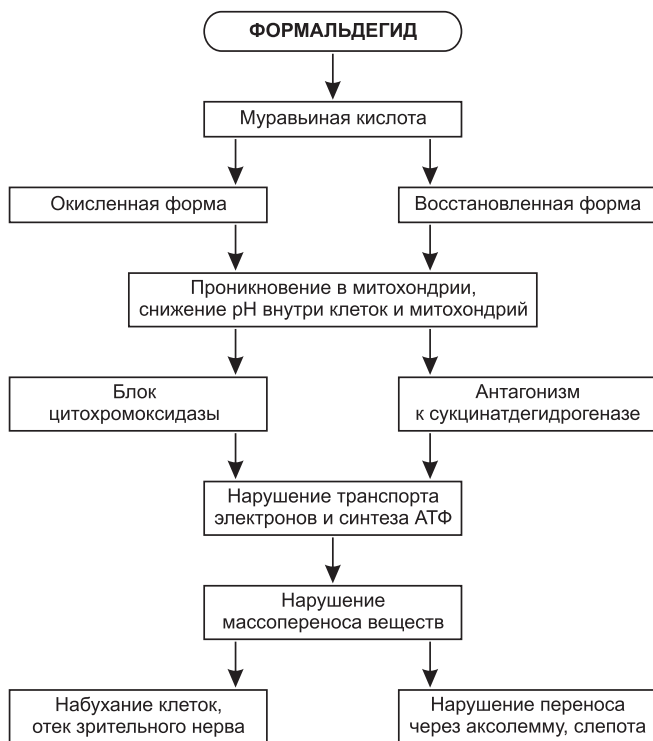 ФОРМАЛЬДЕГИД
Муравьиная кислота
Окисленная форма
Восстановленная форма
Проникновение в митохондрии,
снижение рН внутри клеток и митохондрий
Блок
цитохромоксидазы
Антагонизм
к сукцинатдегидрогеназе
Нарушение транспорта
электронов и синтеза АТФ
Нарушение
массопереноса веществ
Набухание клеток,
отек зрительного нерва
Нарушение переноса
через аксолемму, слепота